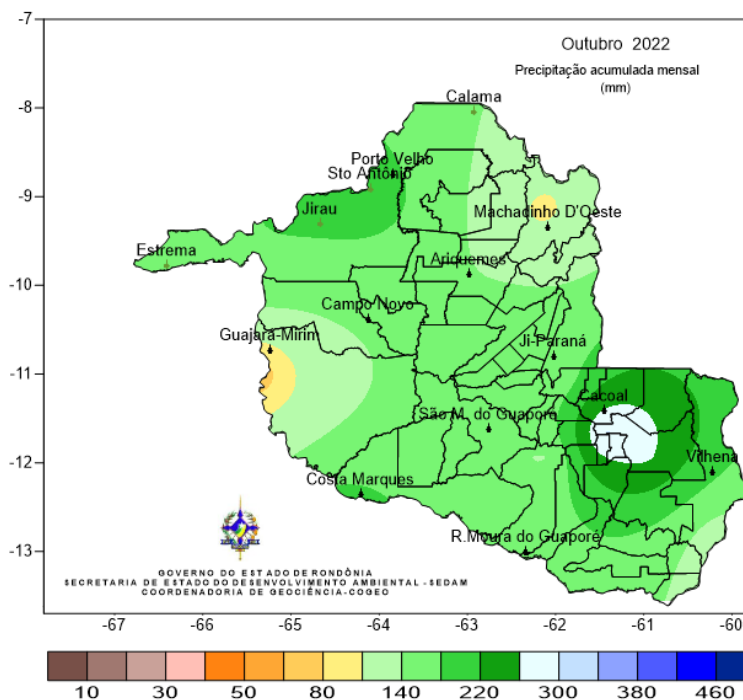 -7
Outubro 2022
Precipitação acumulada mensal
(mm)
-8
Calama
Porto Velho
Sto Antônio
-9
Jirau
Machadinho D'Oeste
Estrema
Ariquemes
-10
Campo Novo
Guajará-Mirim
Ji-Paraná
-11
Cacoal
São M. do Guaporé
Vilhena
-12
Costa Marques
R.Moura do Guaporé
-13
GOVERNO DO ESTADO DE RONDÔNIA
SECRETARIA DE ESTADO DO DESENVOLVIMENTO AMBIENTAL -SEDAM
COORDENADORIA DE GEOCIÊNCIA-COGEO
-67 -66 -65 -64 -63 -62 -61 -60
10 30 50 80 140 220 300 380 460